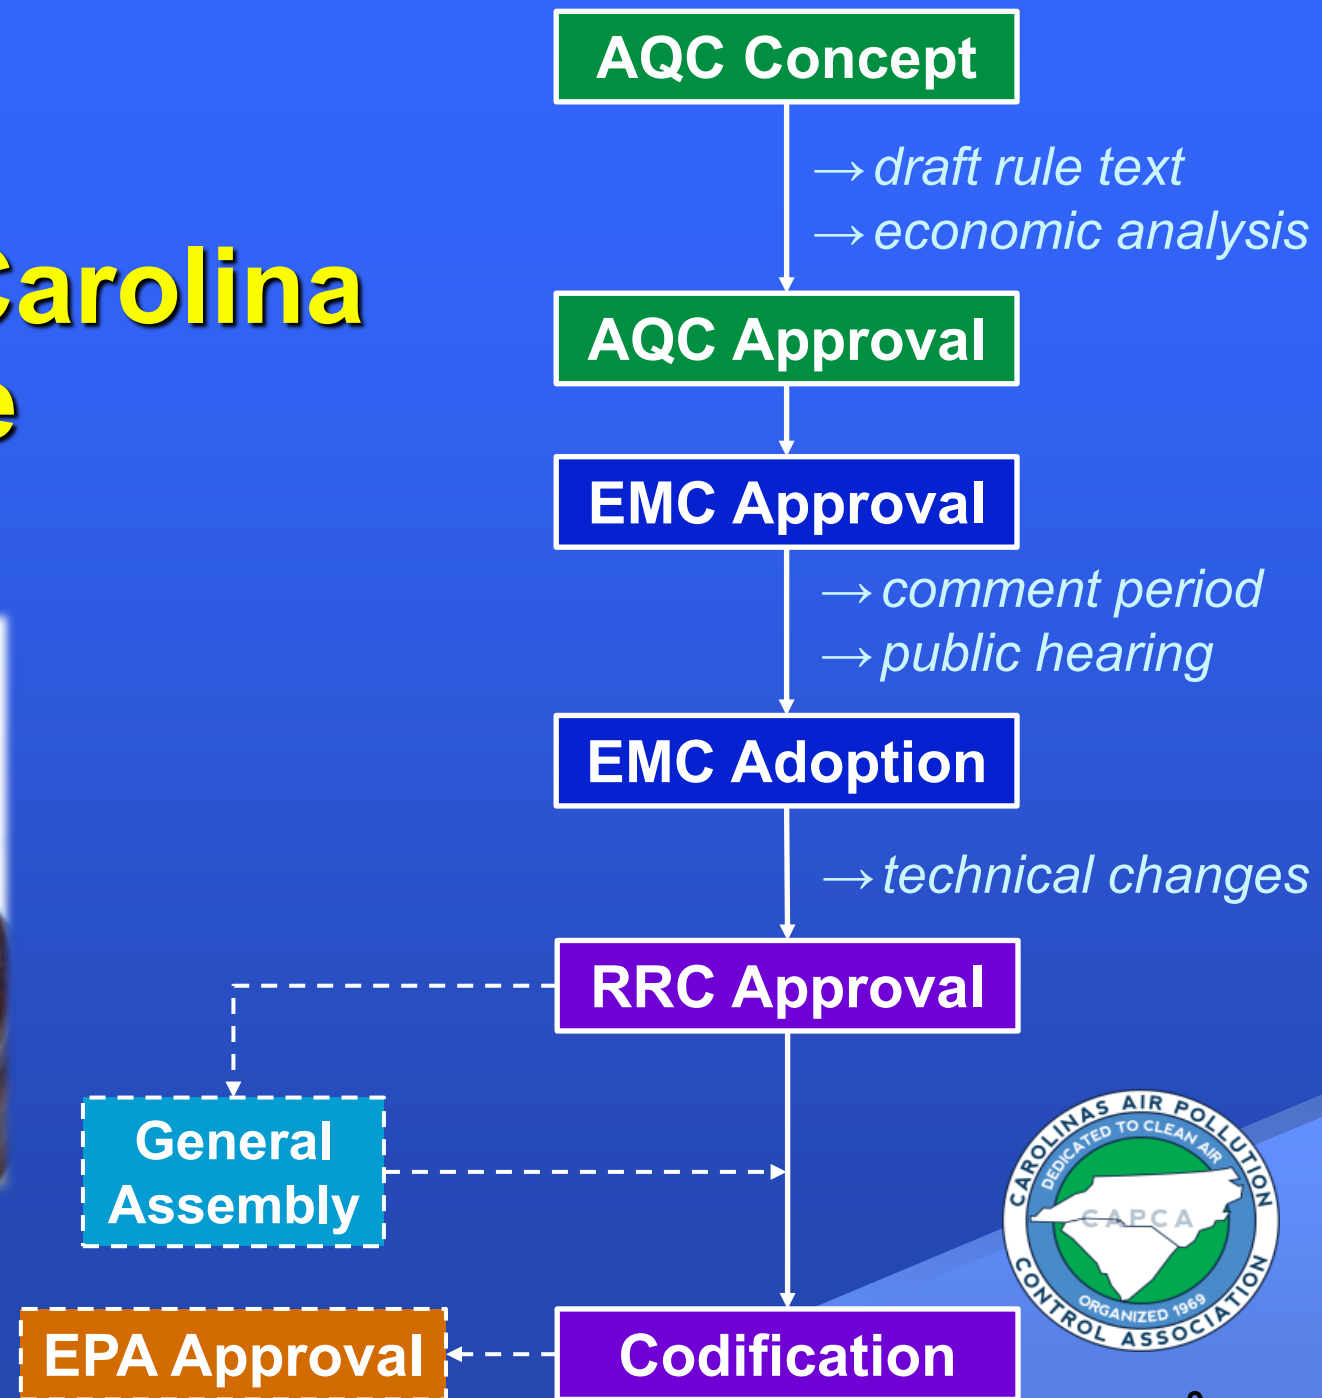 AQC Concept
→ draft rule text
→ economic analysis
Carolina
AQC Approval
EMC Approval
→ comment period
→ public hearing
EMC Adoption
→ technical changes
RRC Approval
General
Assembly
EPA Approval
Codification
CAROLINAS AIR POLLUTION
CONTROL ASSOCIATION
DEDICATED TO CLEAN AIR
CAPCA
ORGANIZED 1969